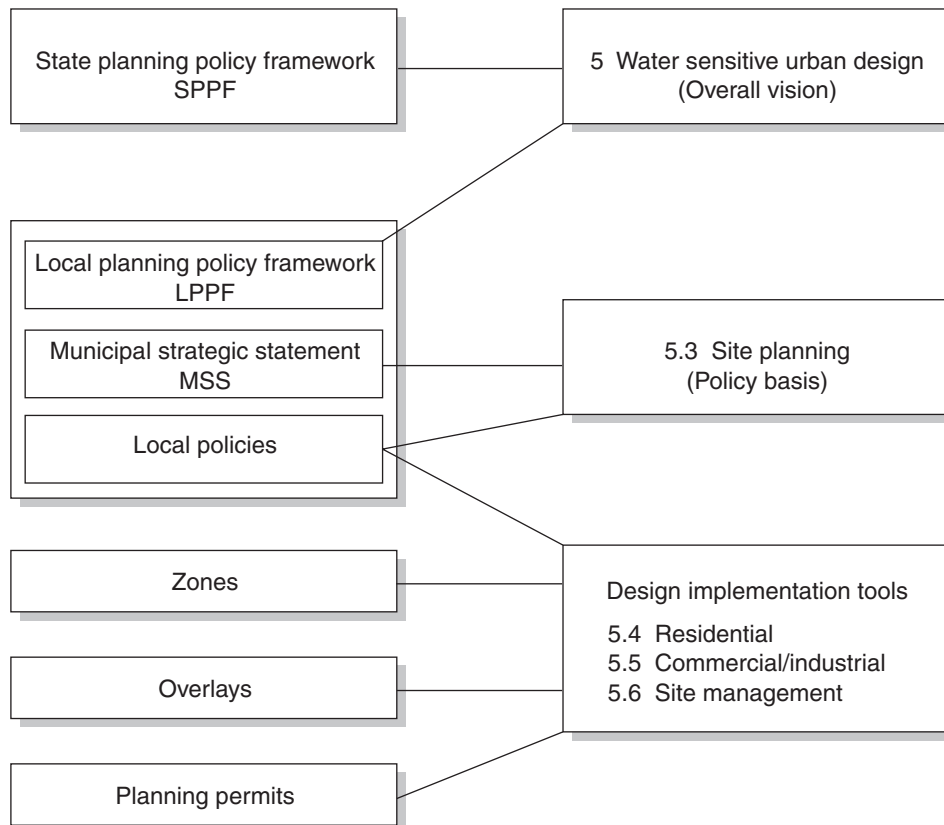 State planning policy framework
SPPF
5 Water sensitive urban design
(Overall vision)
Local planning policy framework
LPPF
Municipal strategic statement
MSS
Local policies
5.3 Site planning
(Policy basis)
Zones
Overlays
Planning permits
Design implementation tools
5.4 Residential
5.5 Commercial/industrial
5.6 Site management